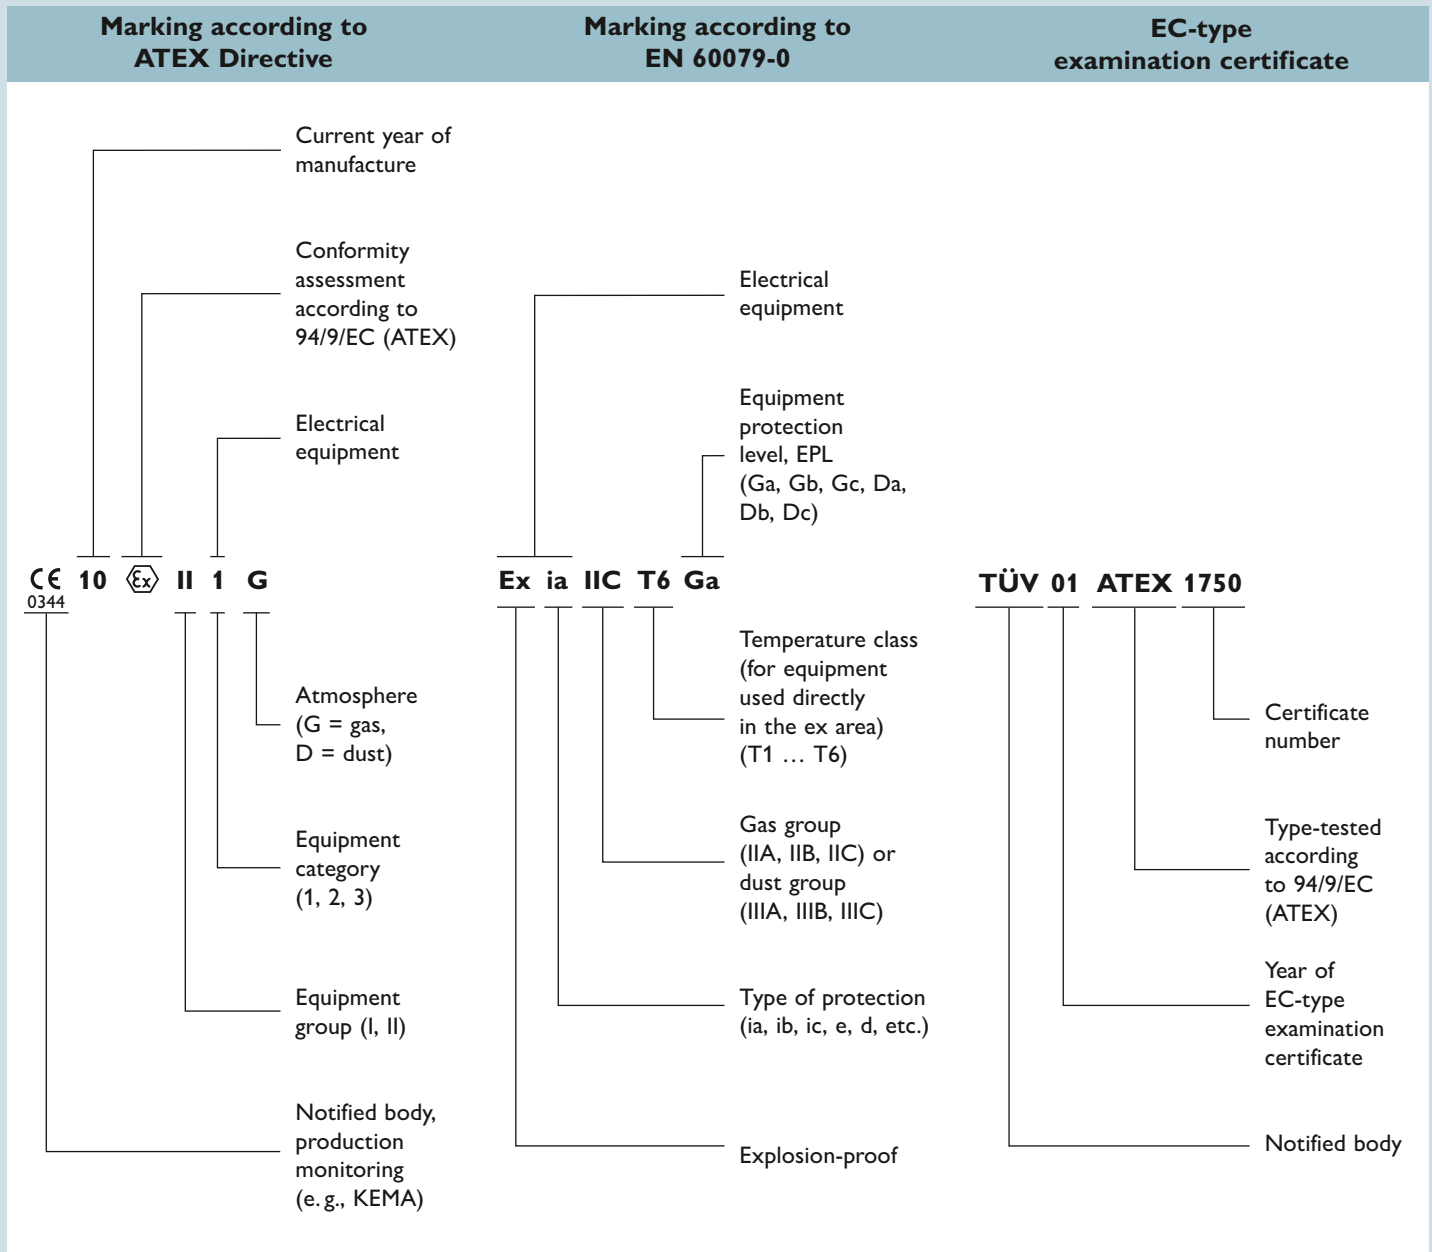 Marking according to
ATEX Directive
Marking according to
EN 60079-0
EC-type
examination certificate
Current year of
manufacture
Conformity
assessment
according to
94/9/EC (ATEX)
Electrical
equipment
CE 10 Ex II 1 G
0344
Atmosphere
(G = gas,
D = dust)
Equipment
category
(1, 2, 3)
Equipment
group (I, II)
Notified body,
production
monitoring
(e. g., KEMA)
Electrical
equipment
Equipment
protection
level, EPL
(Ga, Gb, Gc, Da,
Db, Dc)
Ex ia IIC T6 Ga
Temperature class
(for equipment
used directly
in the ex area)
(T1 … T6)
Gas group
(IIA, IIB, IIC) or
dust group
(IIIA, IIIB, IIIC)
Type of protection
(ia, ib, ic, e, d, etc.)
Explosion-proof
TÜV 01 ATEX 1750
Certificate
number
Type-tested
according
to 94/9/EC
(ATEX)
Year of
EC-type
examination
certificate
Notified body